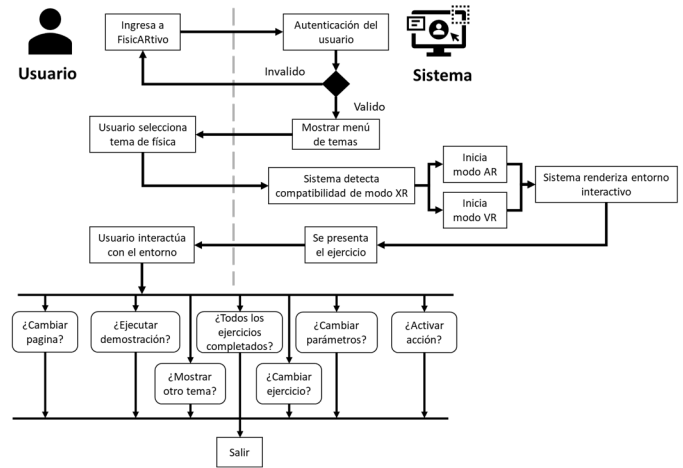 Ingresa a
FisicARtivo
Autenticación del
usuario
Usuario
Sistema
Invalido
Valido
Usuario selecciona
tema de física
Mostrar menú
de temas
Sistema detecta
compatibilidad de modo XR
Inicia
modo AR
Inicia
modo VR
Sistema renderiza entorno
interactivo
Usuario interactúa
con el entorno
Se presenta
el ejercicio
¿Cambiar
pagina?
¿Ejecutar
demostración?
¿Todos los
ejercicios
completados?
¿Cambiar
parámetros?
¿Activar
acción?
¿Mostrar
otro tema?
¿Cambiar
ejercicio?
Salir